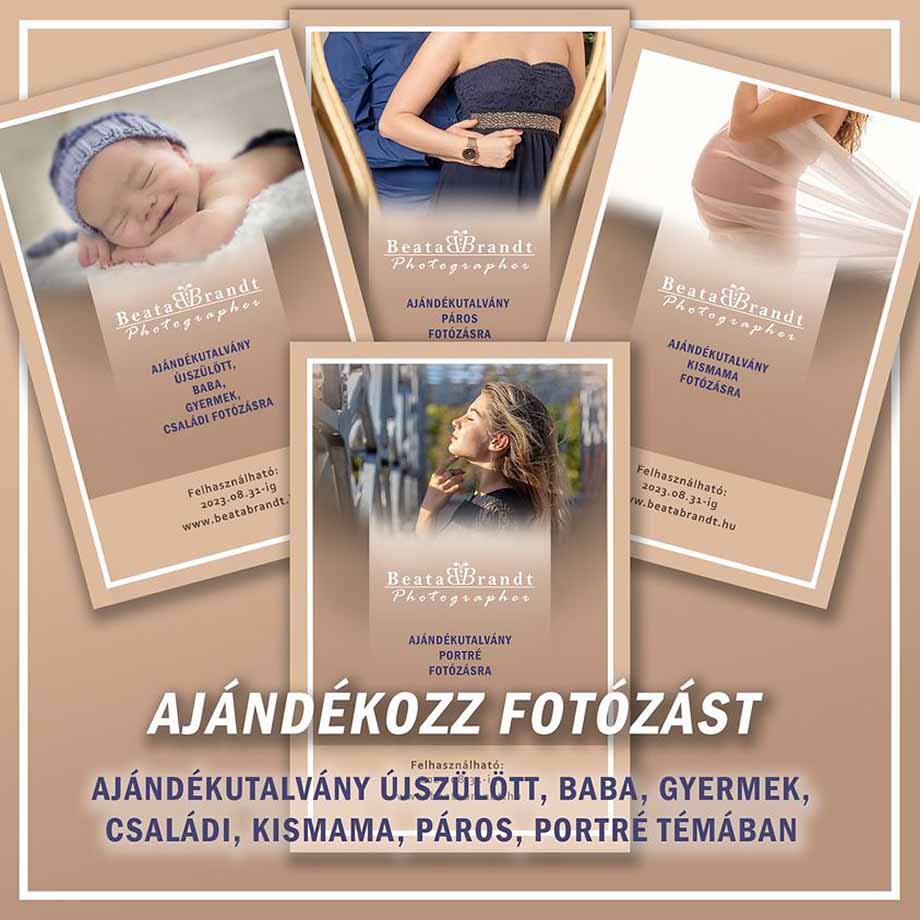 Beata Brandt
Photographer
AJÁNDÉKUTALVÁNY
ÚJSZÜLÖTT,
BABA,
GYERMEK,
CSALÁDI FOTÓZÁSRA
Felhasználható:
2023.08.31-ig
www.beatabrandt.
Beata Brandt
Photographer
AJÁNDÉKUTALVÁNY
PÁROS
FOTÓZÁSRA
Beata Brandt
Photographer
AJÁNDÉKUTALVÁNY
KISMAMA
FOTÓZÁSRA
Felhasználható:
2023.08.31-ig
www.beatabrandt.hu
Beata Brandt
Photographer
AJÁNDÉKUTALVÁNY
PORTRÉ
FOTÓZÁSRA
AJÁNDÉKOZZ FOTÓZÁST
Felhasználható:
AJÁNDÉKUTALVÁNY ÚJSZÜLÖTT, BABA, GYERMEK,
CSALÁDI, KISMAMA, PÁROS, PORTRÉ TÉMÁBAN